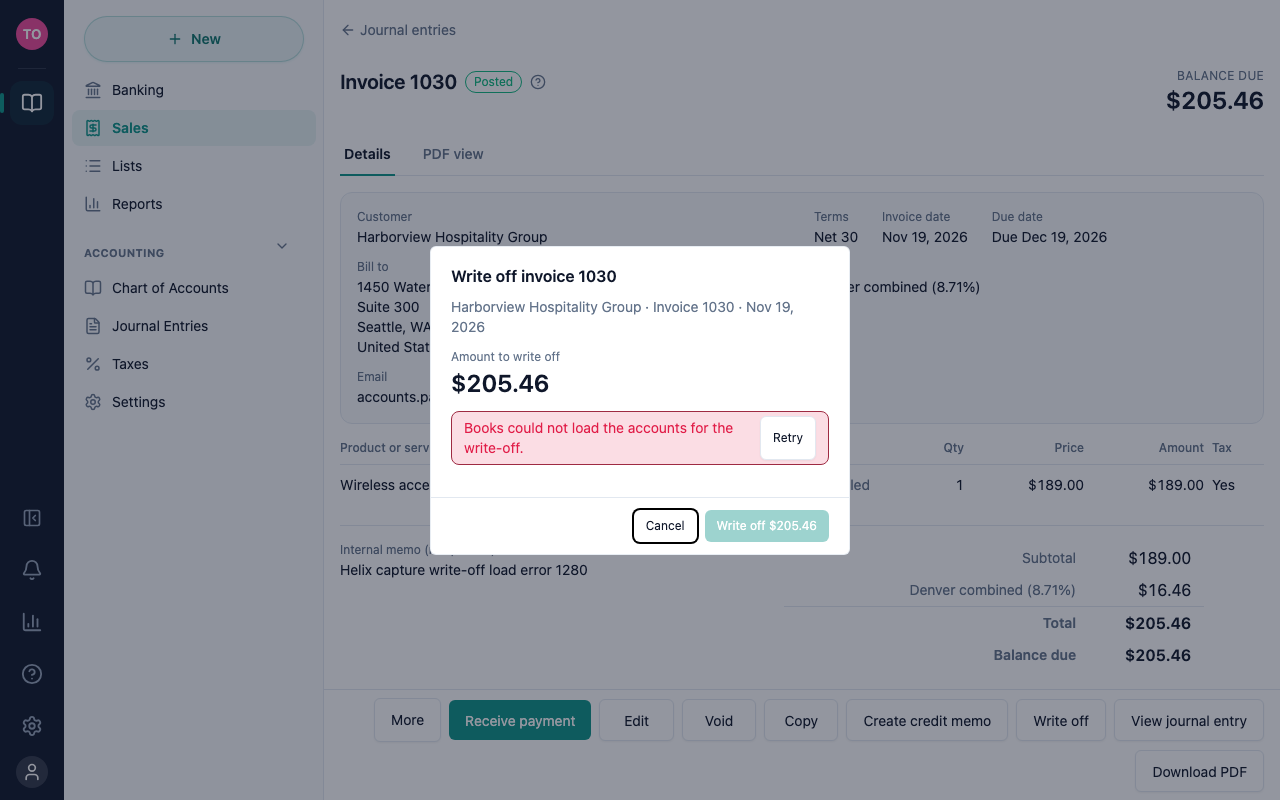 TO
New
Banking
Sales
Lists
Reports
ACCOUNTING
Chart of Accounts
Journal Entries
Taxes
Settings
Journal entries
Invoice 1030
Posted
BALANCE DUE
$205.46
Details
PDF view
Customer
Terms
Invoice date
Due date
Harborview Hospitality Group
Net 30
Nov 19, 2026
Due Dec 19, 2026
Bill to
1450 Water
combined (8.71%)
Suite 300
Seattle, WA
United Stat
Email
Write off invoice 1030
Harborview Hospitality Group · Invoice 1030 · Nov 19,
2026
Amount to write off
$205.46
Books could not load the accounts for the
write-off.
Retry
Cancel
Write off $205.46
Product or serv
Qty
Price
Amount
Tax
Wireless acce
1
$189.00
$189.00
Yes
Internal memo
Helix capture write-off load error 1280
Subtotal
$189.00
Denver combined (8.71%)
$16.46
Total
$205.46
Balance due
$205.46
More
Receive payment
Edit
Void
Copy
Create credit memo
Write off
View journal entry
Download PDF